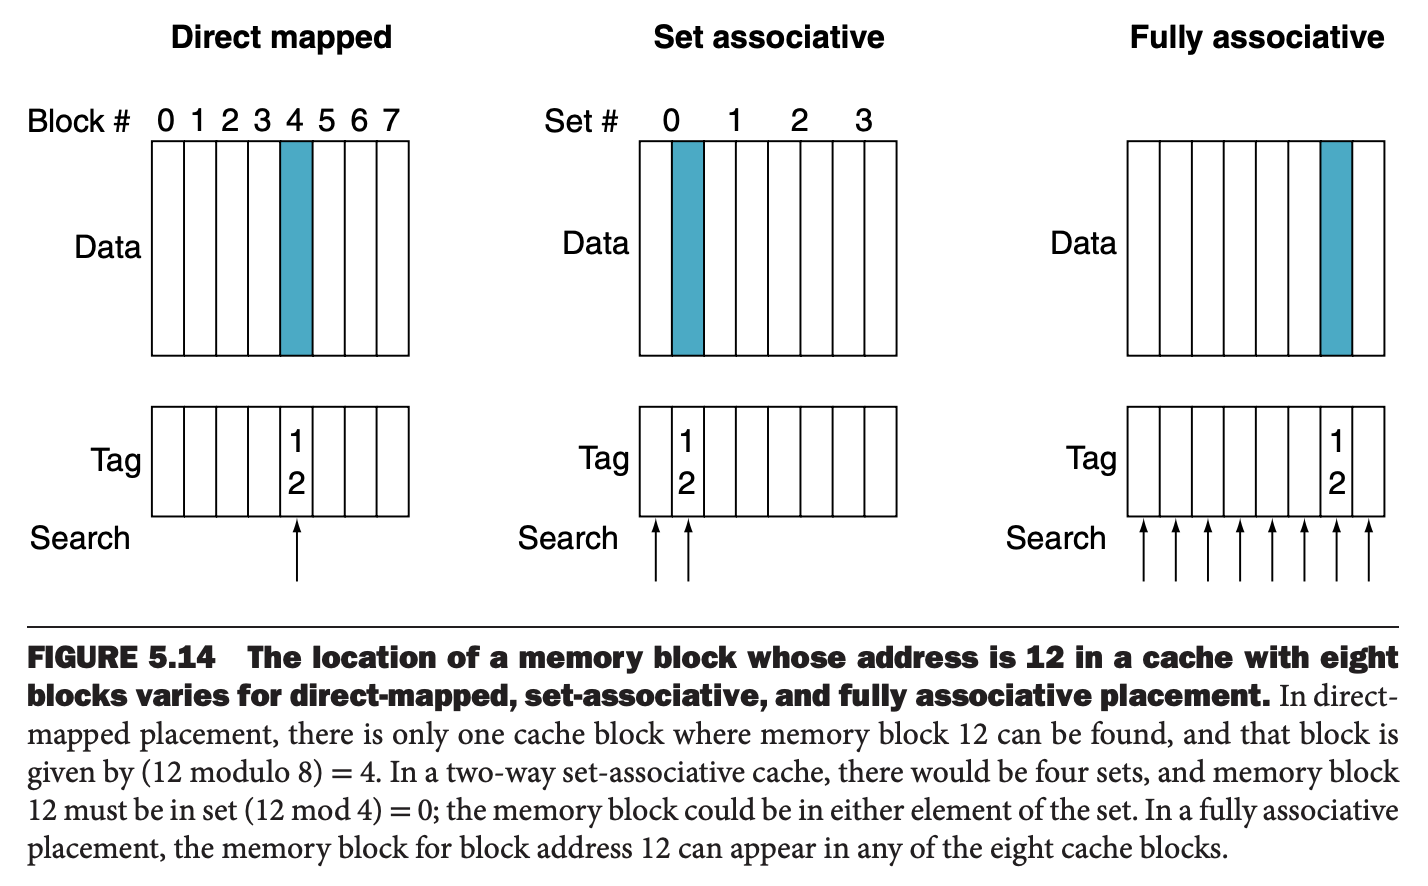 Direct mapped
Block # 0 1 2 3 4 5 6 7
Data
Tag
1
2
Search
Set associative
Set # 0 1 2 3
Data
Tag
1
2
Search
Fully associative
Data
Tag
1
2
Search
FIGURE 5.14 The location of a memory block whose address is 12 in a cache with eight
blocks varies for direct-mapped, set-associative, and fully associative placement. In direct-
mapped placement, there is only one cache block where memory block 12 can be found, and that block is
given by (12 modulo 8) = 4. In a two-way set-associative cache, there would be four sets, and memory block
12 must be in set (12 mod 4) = 0; the memory block could be in either element of the set. In a fully associative
placement, the memory block for block address 12 can appear in any of the eight cache blocks.